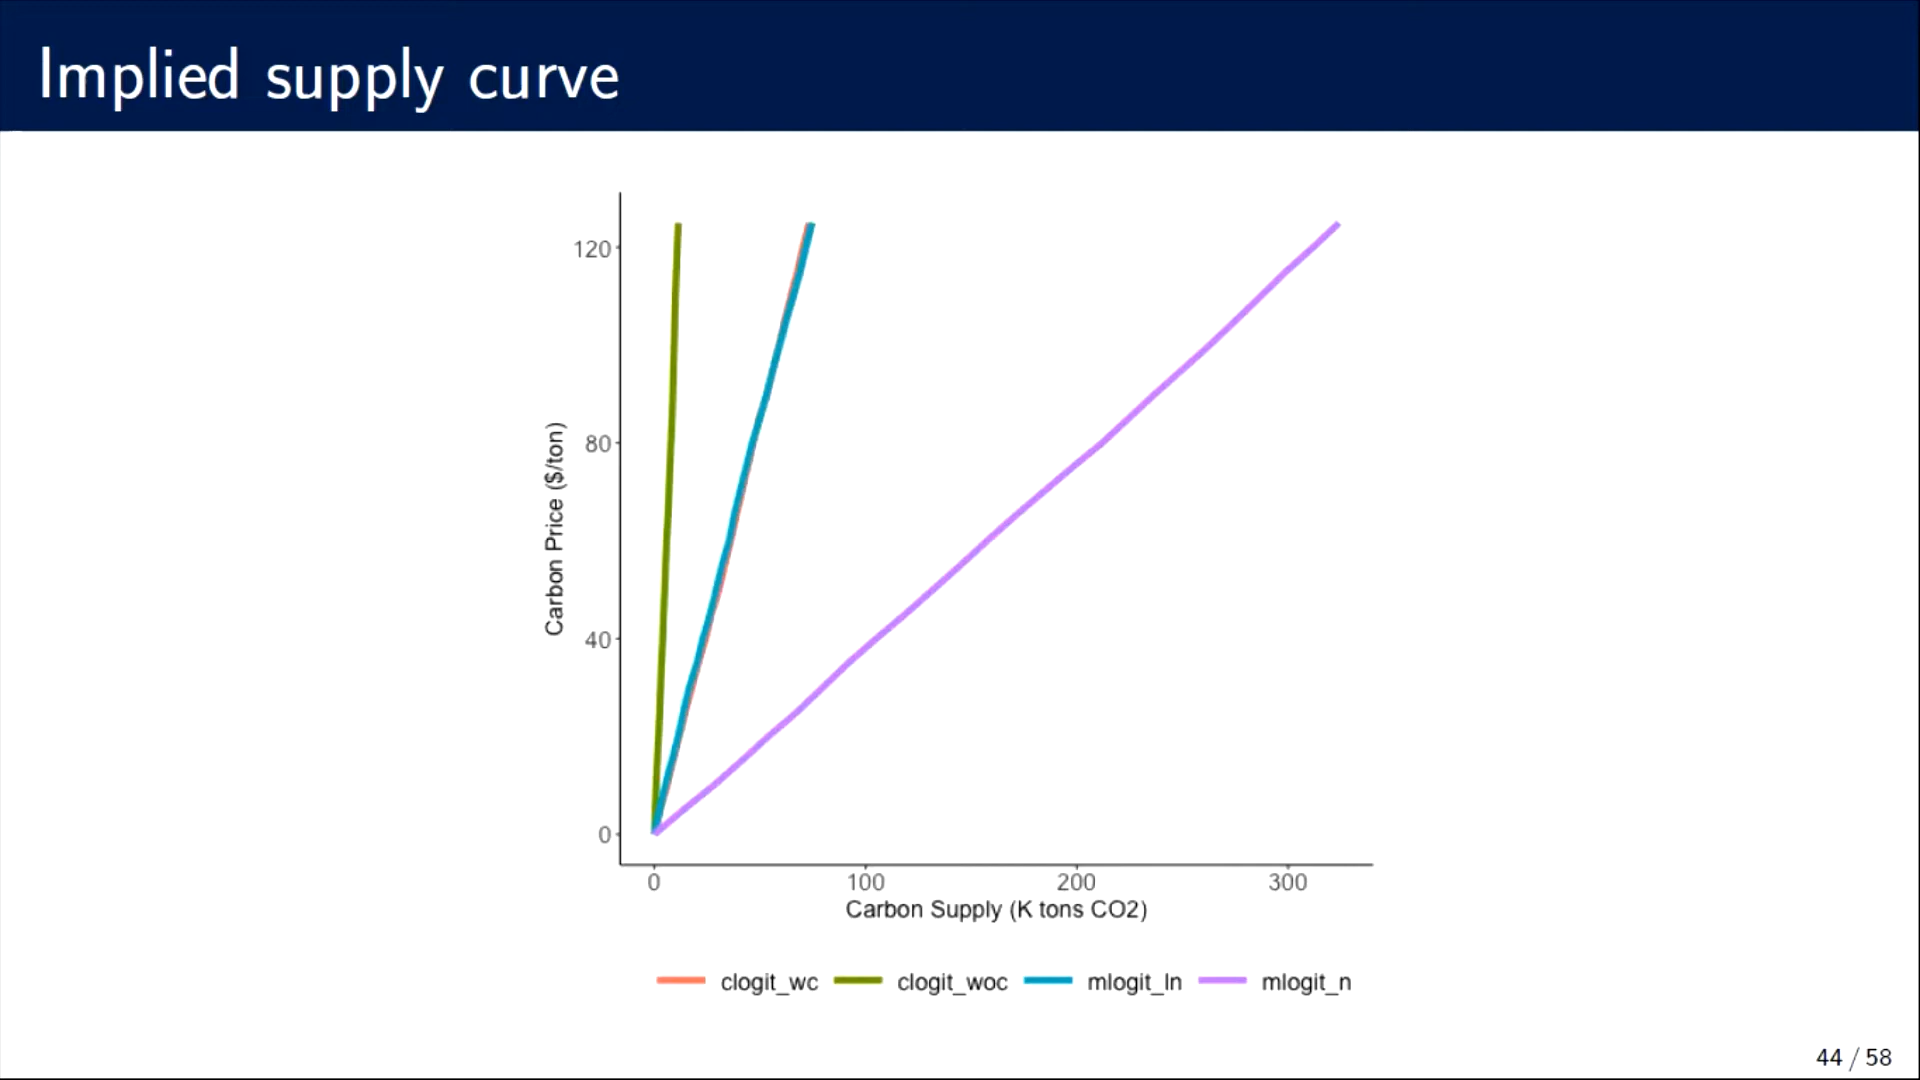 Implied supply curve
120
80
40
0
Carbon Price ($/ton)
0 100 200 300
Carbon Supply (K tons CO2)
clogit_wc clogit_woc mlogit_ln mlogit_n
44 / 58